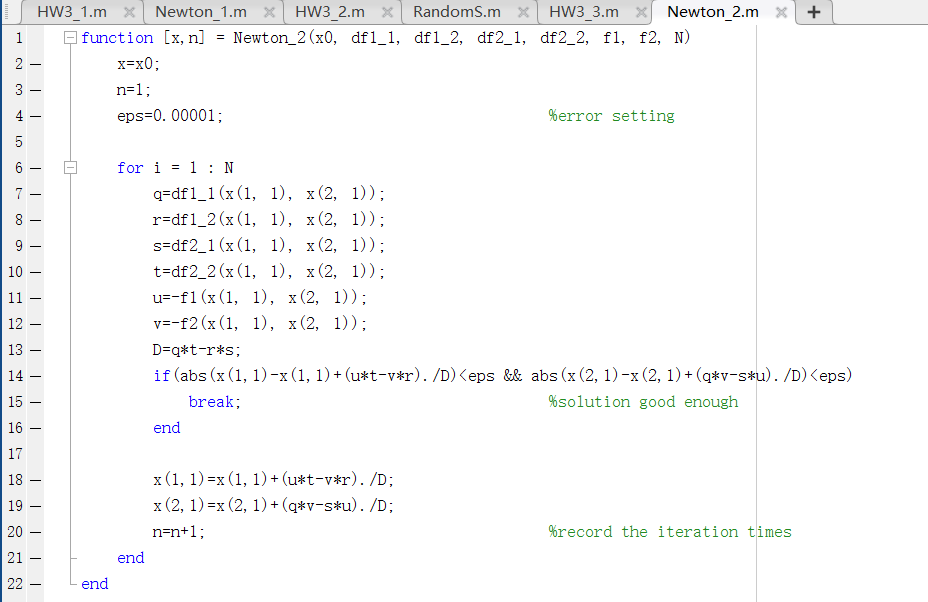 HW3_1.m Newton_1.m HW3_2.m RandomS.m HW3_3.m Newton_2.m
1 function [x,n] = Newton_2(x0, df1_1, df1_2, df2_1, df2_2, f1, f2, N)
2 x=x0;
3 n=1;
4 eps=0.00001; %error setting
5
6 for i = 1 : N
7 q=df1_1(x(1, 1), x(2, 1));
8 r=df1_2(x(1, 1), x(2, 1));
9 s=df2_1(x(1, 1), x(2, 1));
10 t=df2_2(x(1, 1), x(2, 1));
11 u=-f1(x(1, 1), x(2, 1));
12 v=-f2(x(1, 1), x(2, 1));
13 D=q*t-r*s;
14 if(abs(x(1,1)-x(1,1)+(u*t-v*r)./D)<eps && abs(x(2,1)-x(2,1)+(q*v-s*u)./D)<eps)
15 break; %solution good enough
16 end
17
18 x(1,1)=x(1,1)+(u*t-v*r)./D;
19 x(2,1)=x(2,1)+(q*v-s*u)./D;
20 n=n+1; %record the iteration times
21 end
22 end